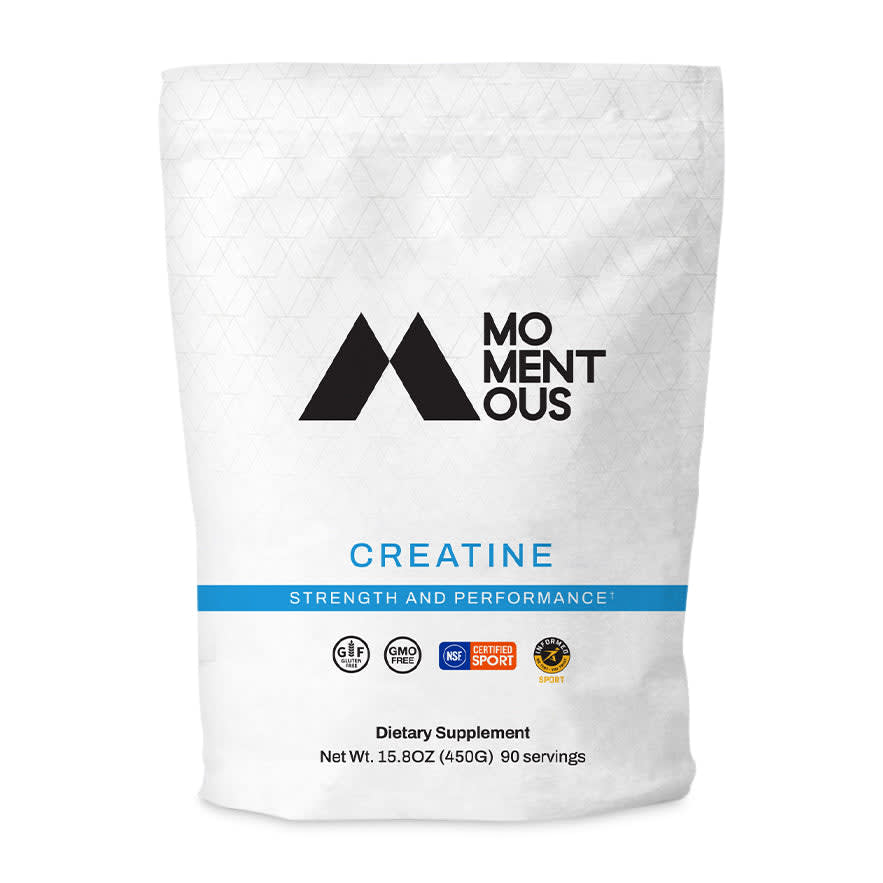 MO
MENT
OUS
CREATINE
STRENGTH AND PERFORMANCE†
GF
GLUTEN
FREE
GMO
FREE
NSF
CERTIFIED
SPORT
INFORMED
SPORT
Dietary Supplement
Net Wt. 15.8OZ (450G) 90 servings